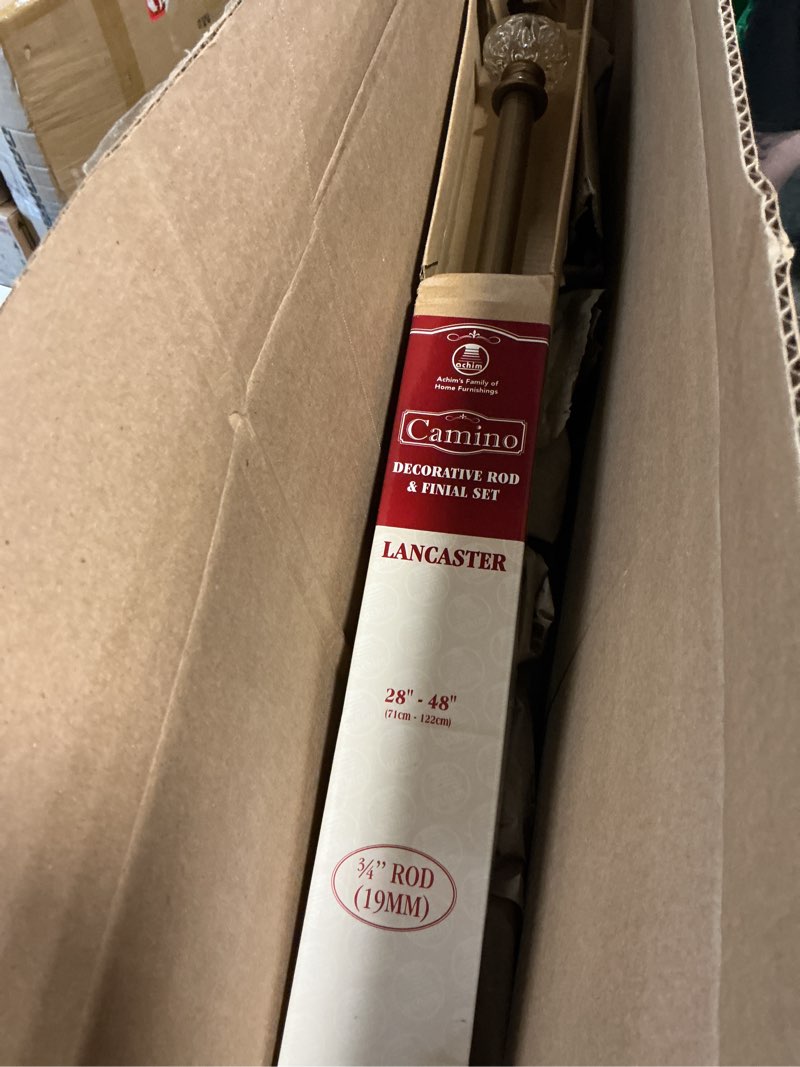 achim
Achim's Family of
Home Furnishings
Camino
DECORATIVE ROD
& FINIAL SET
LANCASTER
28" - 48"
(71cm - 122cm)
¾” ROD
(19MM)